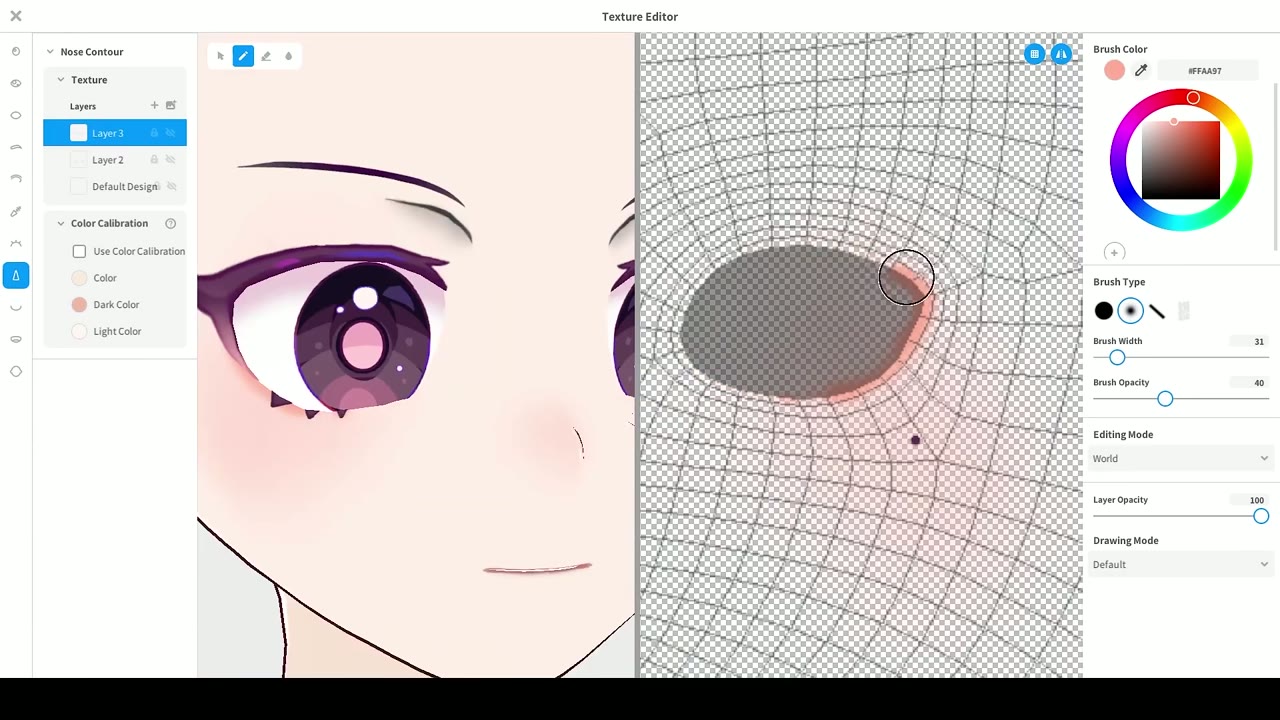 Texture Editor
Nose Contour
Texture
Layers
Layer 3
Layer 2
Default Design
Color Calibration
Use Color Calibration
Color
Dark Color
Light Color
Brush Color
#FFAA97
Brush Type
Brush Width 31
Brush Opacity 40
Editing Mode
World
Layer Opacity 100
Drawing Mode
Default